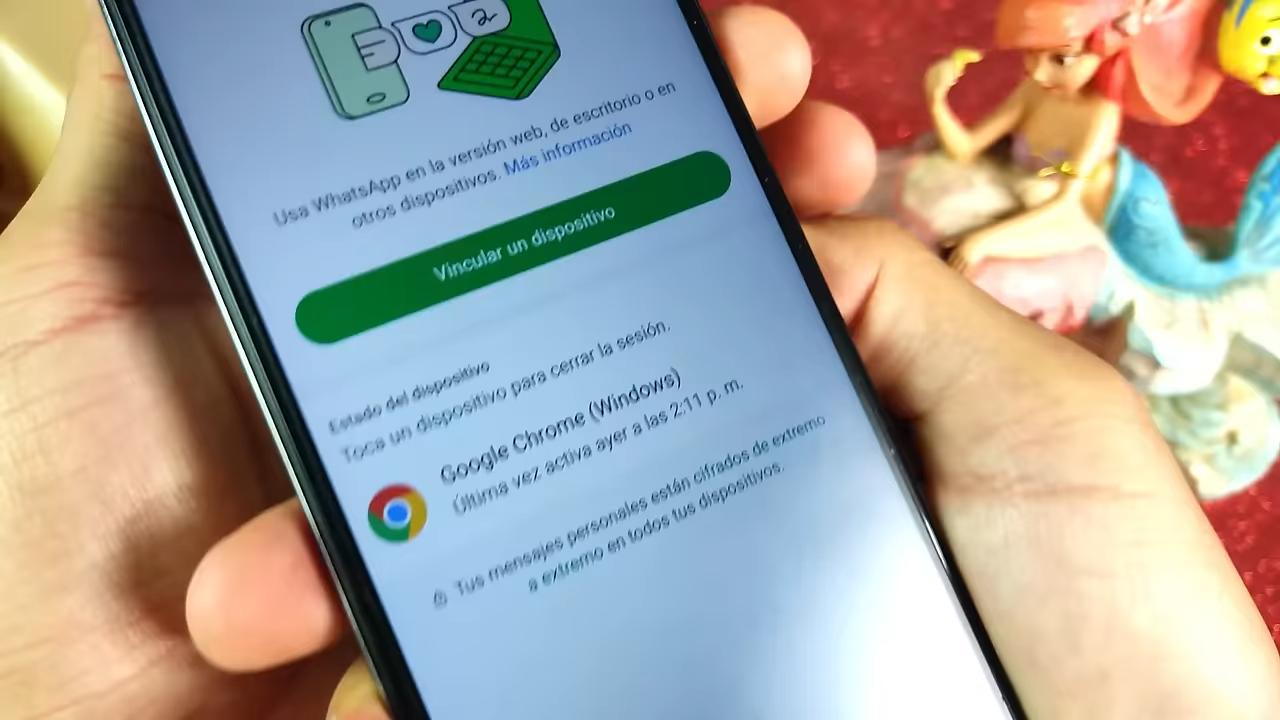 Usa WhatsApp en la versión web, de escritorio o en
otros dispositivos. Más información
Vincular un dispositivo
Estado del dispositivo
Toca un dispositivo para cerrar la sesión.
Google Chrome (Windows)
Última vez activa ayer a las 2:11 p. m.
Tus mensajes personales están cifrados de extremo
a extremo en todos tus dispositivos.